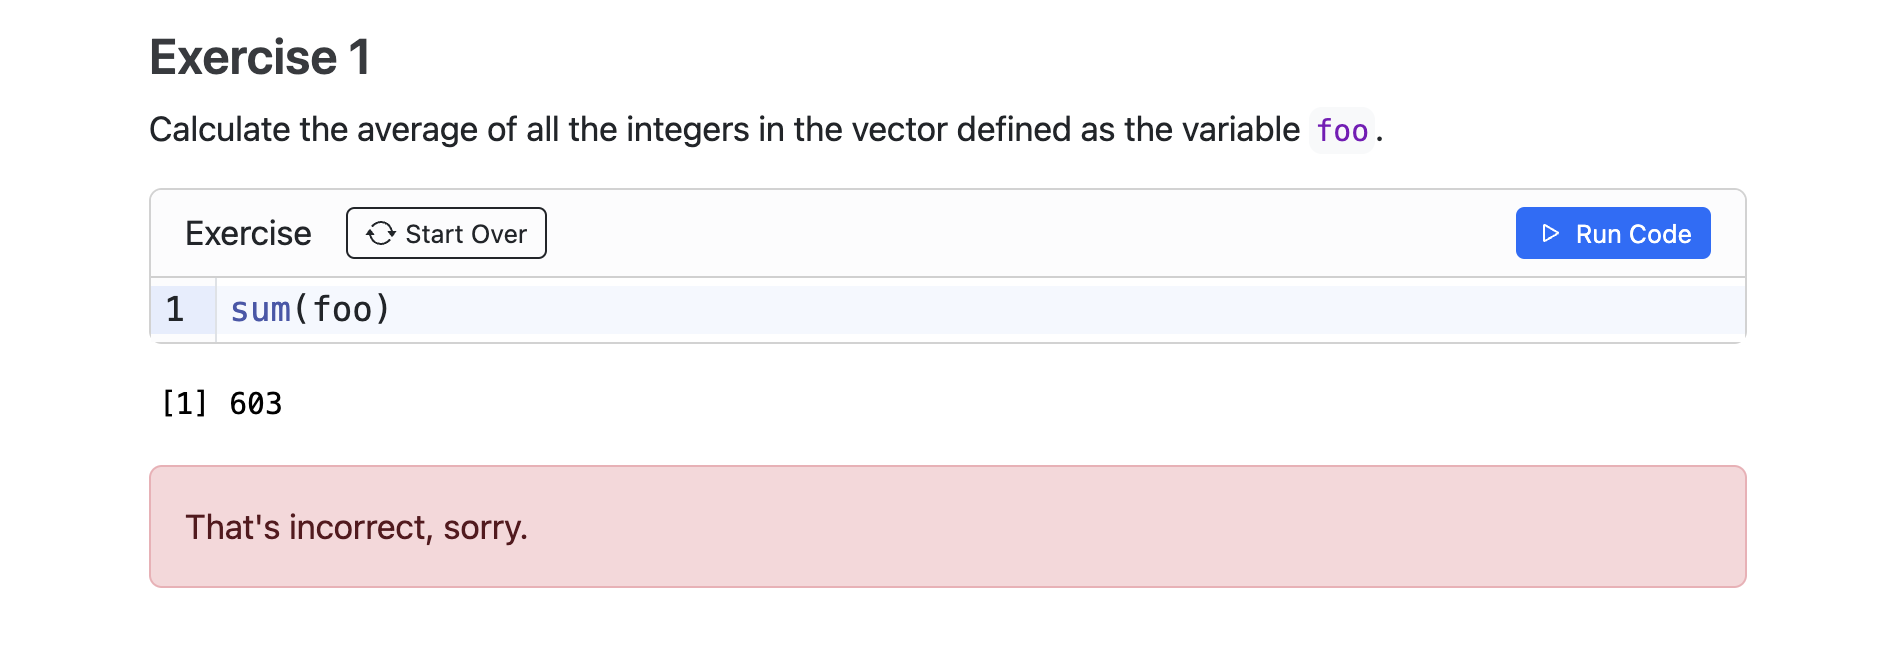 Exercise 1
Calculate the average of all the integers in the vector defined as the variable foo.
Exercise Start Over Run Code
1 sum(foo)
[1] 603
That's incorrect, sorry.